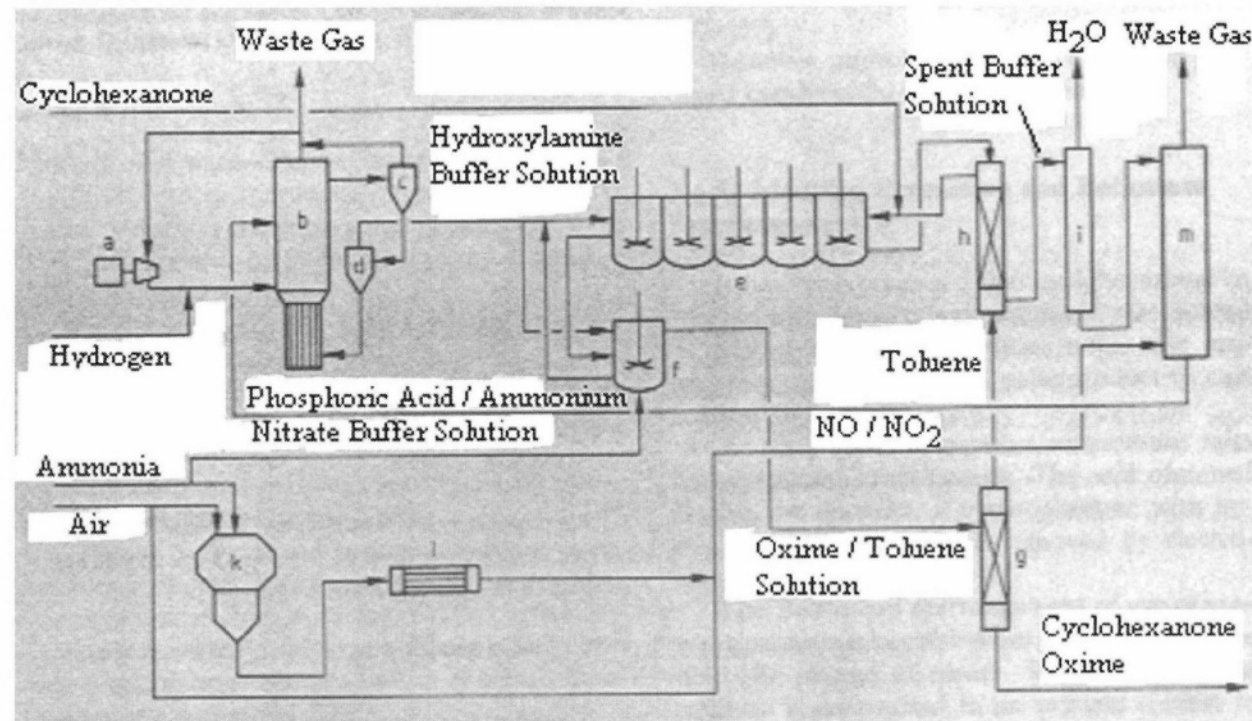 Waste Gas
H2O
Waste Gas
Cyclohexanone
Spent Buffer
Solution
Hydroxylamine
Buffer Solution
a
b
c
d
e
f
h
i
m
Hydrogen
Toluene
Phosphoric Acid / Ammonium
Nitrate Buffer Solution
NO / NO2
Ammonia
Air
k
l
Oxime / Toluene
Solution
g
Cyclohexanone
Oxime